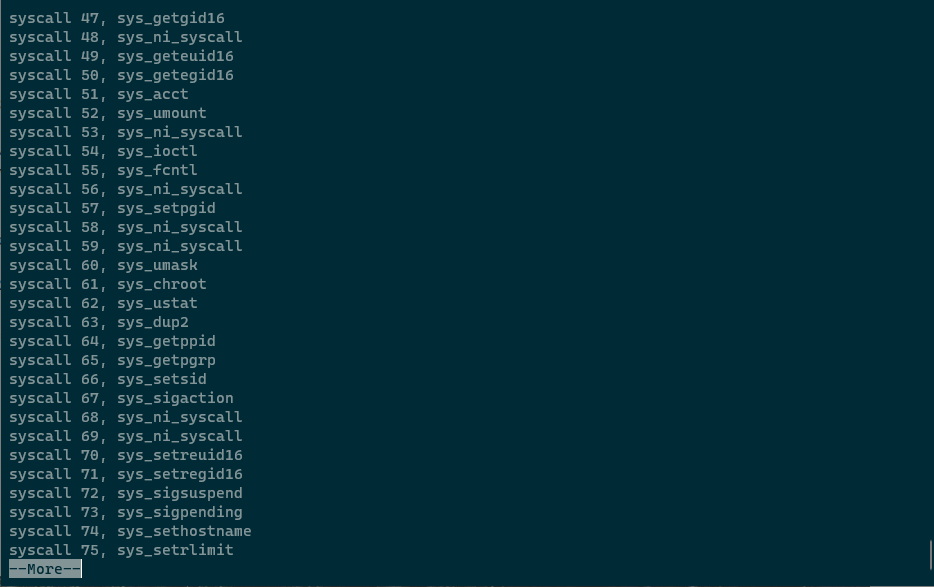 syscall 47, sys_getgid16
syscall 48, sys_ni_syscall
syscall 49, sys_geteuid16
syscall 50, sys_getegid16
syscall 51, sys_acct
syscall 52, sys_umount
syscall 53, sys_ni_syscall
syscall 54, sys_ioctl
syscall 55, sys_fcntl
syscall 56, sys_ni_syscall
syscall 57, sys_setpgid
syscall 58, sys_ni_syscall
syscall 59, sys_ni_syscall
syscall 60, sys_umask
syscall 61, sys_chroot
syscall 62, sys_ustat
syscall 63, sys_dup2
syscall 64, sys_getppid
syscall 65, sys_getpgrp
syscall 66, sys_setsid
syscall 67, sys_sigaction
syscall 68, sys_ni_syscall
syscall 69, sys_ni_syscall
syscall 70, sys_setreuid16
syscall 71, sys_setregid16
syscall 72, sys_sigsuspend
syscall 73, sys_sigpending
syscall 74, sys_sethostname
syscall 75, sys_setrlimit
--More--